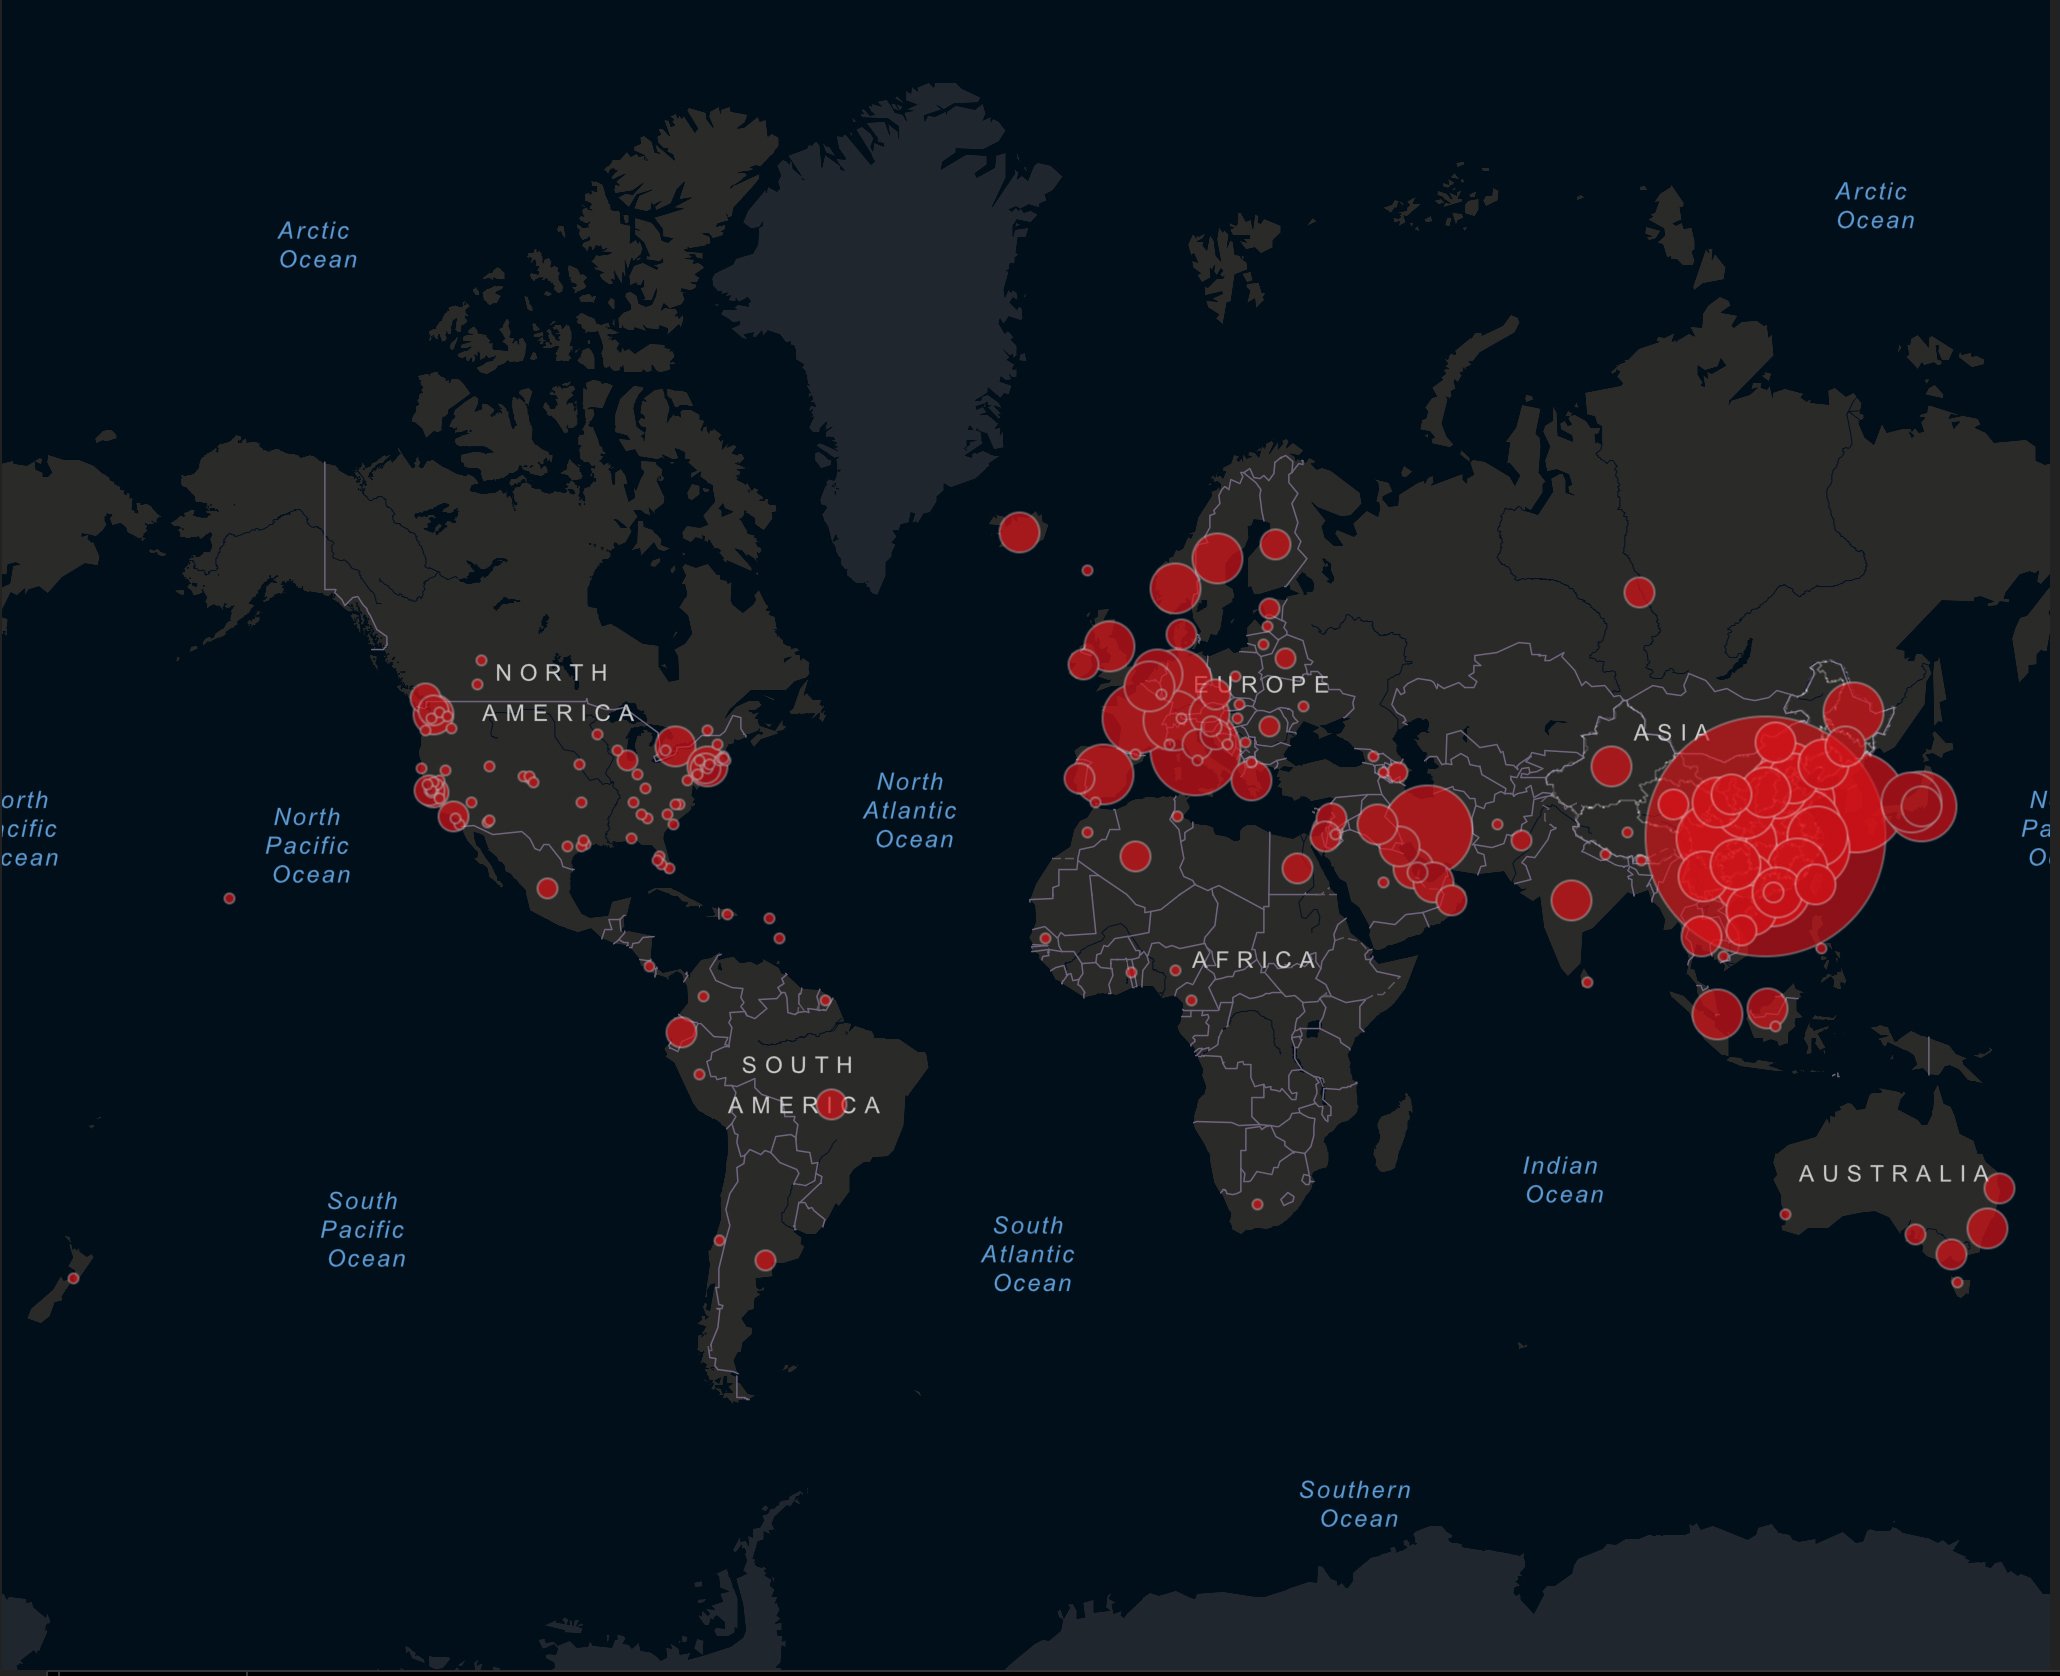 Arctic
Ocean
Arctic
Ocean
NORTH
AMERICA
EUROPE
ASIA
North
Atlantic
Ocean
orth
acific
cean
North
Pacific
Ocean
N
Pa
O
AFRICA
SOUTH
AMERICA
Indian
Ocean
AUSTRALIA
South
Pacific
Ocean
South
Atlantic
Ocean
Southern
Ocean